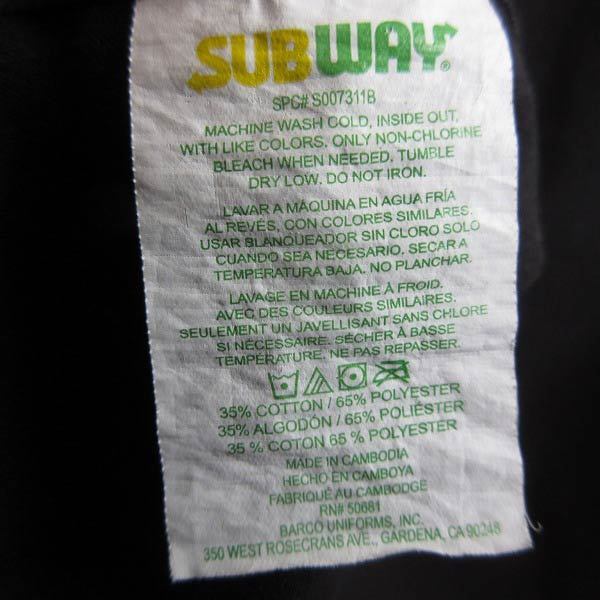 SUBWAY®
SPC# S007311B
MACHINE WASH COLD, INSIDE OUT,
WITH LIKE COLORS. ONLY NON-CHLORINE
BLEACH WHEN NEEDED. TUMBLE
DRY LOW. DO NOT IRON.
LAVAR A MÁQUINA EN AGUA FRÍA
AL REVÉS, CON COLORES SIMILARES.
USAR BLANQUEADOR SIN CLORO SOLO
CUANDO SEA NECESARIO. SECAR A
TEMPERATURA BAJA. NO PLANCHAR.
LAVAGE EN MACHINE À FROID.
AVEC DES COULEURS SIMILAIRES.
SEULEMENT UN JAVELLISANT SANS CHLORE
SI NÉCESSAIRE. SÉCHER À BASSE
TEMPÉRATURE. NE PAS REPASSER.
35% COTTON / 65% POLYESTER
35% ALGODÓN / 65% POLIÉSTER
35 % COTON 65 % POLYESTER
MADE IN CAMBODIA
HECHO EN CAMBOYA
FABRIQUÉ AU CAMBODGE
RN# 50681
BARCO UNIFORMS, INC.
350 WEST ROSECRANS AVE., GARDENA, CA 90248